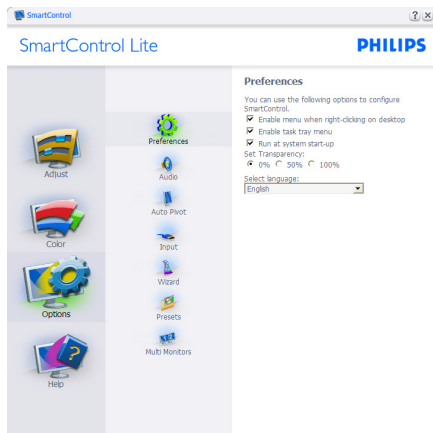 SmartControl
SmartControl Lite
PHILIPS
Adjust
Color
Options
Help
Preferences
Audio
Auto Pivot
Input
Wizard
Presets
Multi Monitors
Preferences
You can use the following options to configure
SmartControl.
Enable menu when right-clicking on desktop
Enable task tray menu
Run at system start-up
Set Transparency:
0% 50% 100%
Select language:
English